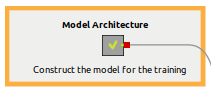 Model Architecture
Construct the model for the training